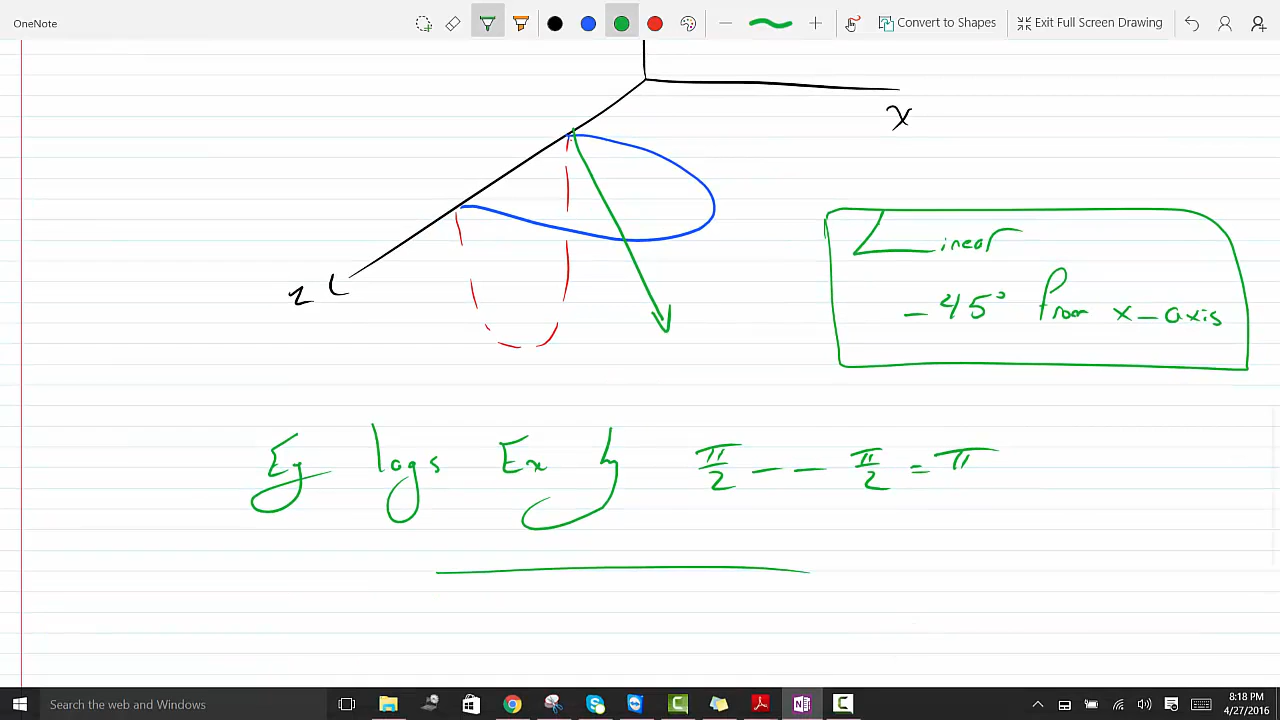 OneNote
Convert to Shapes
Exit Full Screen Drawing
x
z
Linear
- 45° from x-axis
Ey lags Ex by π/2 - - π/2 = π
Search the web and Windows
8:18 PM
4/27/2016